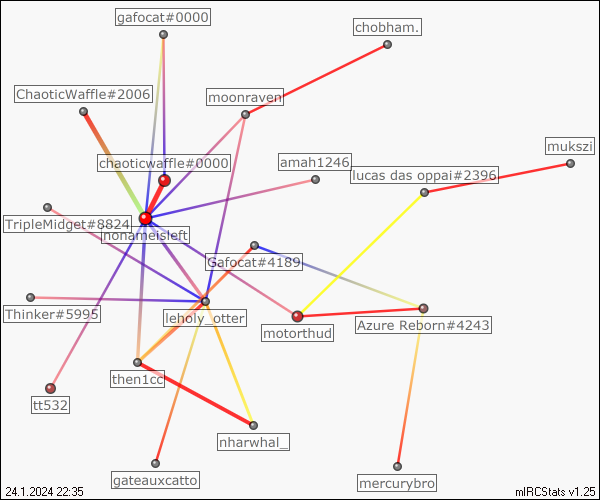 gafocat#0000
chobham.
ChaoticWaffle#2006
moonraven
mukszi
chaoticwaffle#0000
amah1246
lucas das oppai#2396
TripleMidget#8824
nonameisleft
Gafocat#4189
Thinker#5995
leholy_otter
motorthud
Azure Reborn#4243
then1cc
tt532
nharwhal_
gateauxcatto
mercurybro
24.1.2024 22:35
mIRCStats v1.25